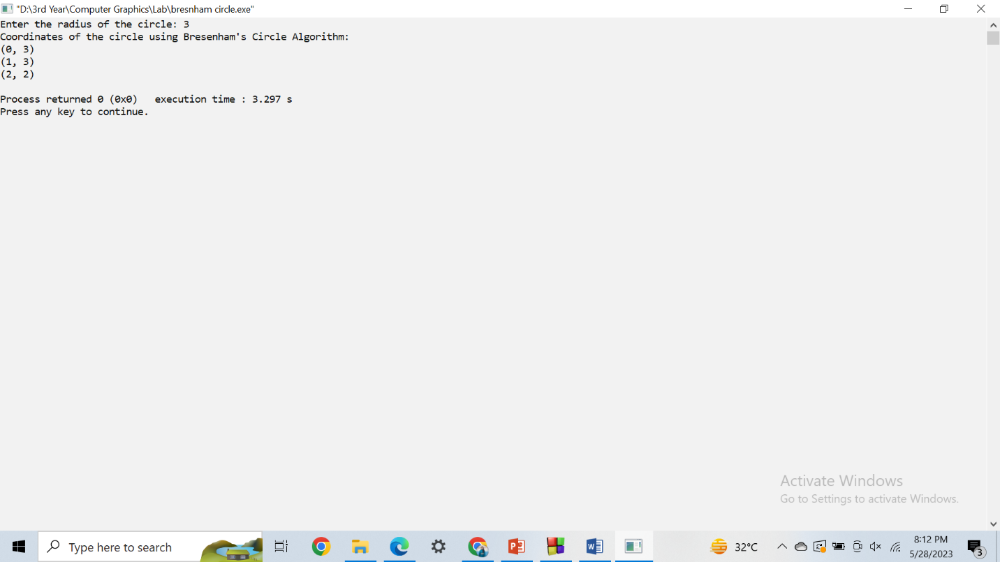 "D:\3rd Year\Computer Graphics\Lab\bresnham circle.exe"
Enter the radius of the circle: 3
Coordinates of the circle using Bresenham's Circle Algorithm:
(0, 3)
(1, 3)
(2, 2)
Process returned 0 (0x0)   execution time : 3.297 s
Press any key to continue.
Activate Windows
Go to Settings to activate Windows.
Type here to search
32°C
8:12 PM
5/28/2023
3